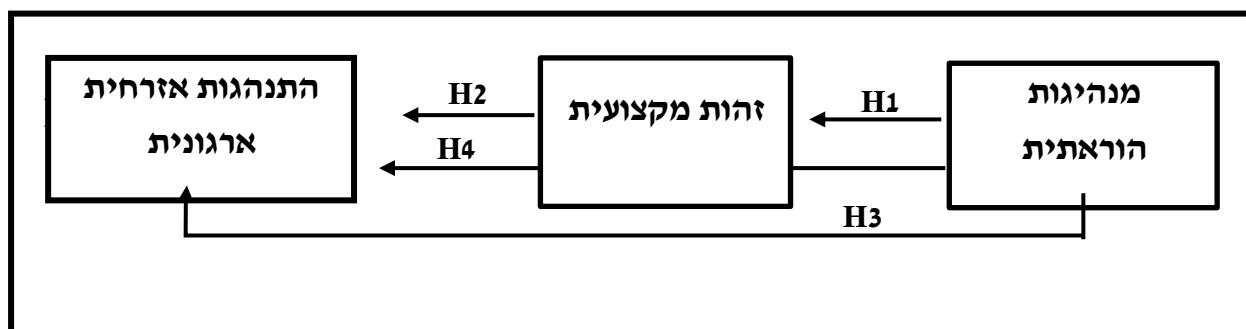 מנהיגות
הוראתית
H1
זהות מקצועית
H2
H4
התנהגות אזרחית
ארגונית
H3